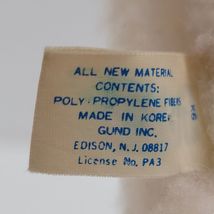 ALL NEW MATERIAL
CONTENTS:
POLY-PROPYLENE FIBERS
MADE IN KOREA
GUND INC.
EDISON, N.J. 08817
License No. PA3